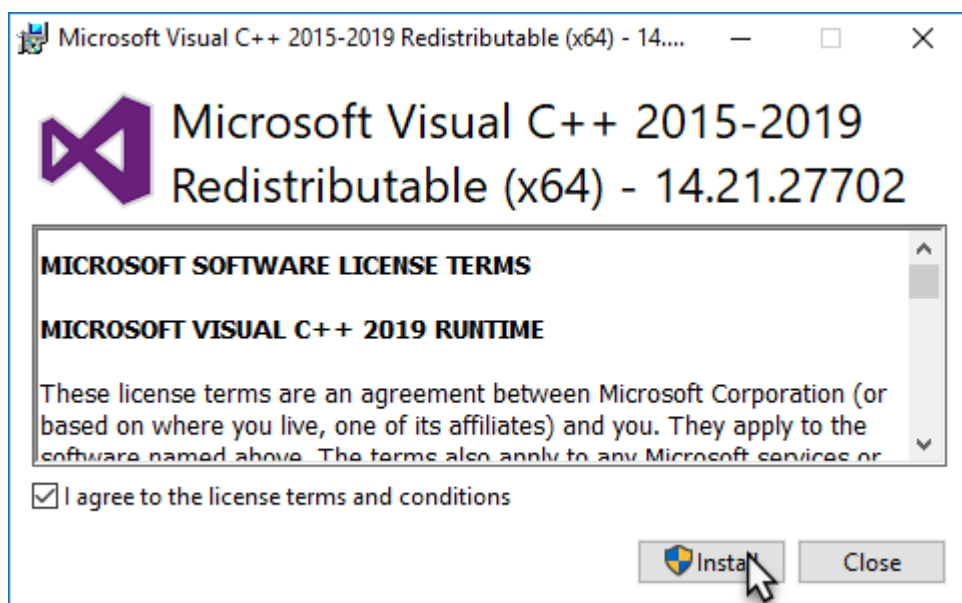 Microsoft Visual C++ 2015-2019 Redistributable (x64) - 14....
Microsoft Visual C++ 2015-2019
Redistributable (x64) - 14.21.27702
MICROSOFT SOFTWARE LICENSE TERMS
MICROSOFT VISUAL C++ 2019 RUNTIME
These license terms are an agreement between Microsoft Corporation (or
based on where you live, one of its affiliates) and you. They apply to the
software named above. The terms also apply to any Microsoft services or
I agree to the license terms and conditions
Install
Close